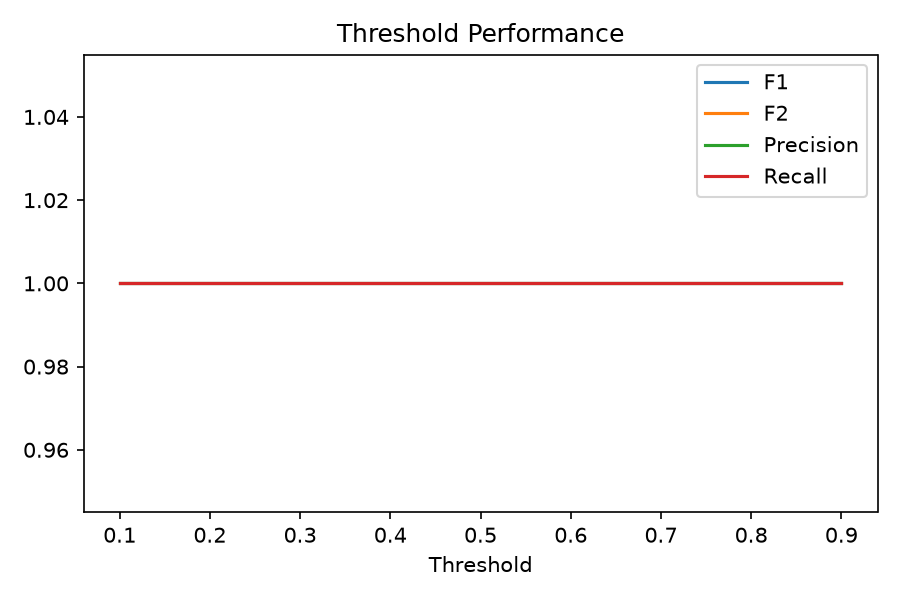 Threshold Performance
F1
F2
Precision
Recall
1.04
1.02
1.00
0.98
0.96
0.1 0.2 0.3 0.4 0.5 0.6 0.7 0.8 0.9
Threshold